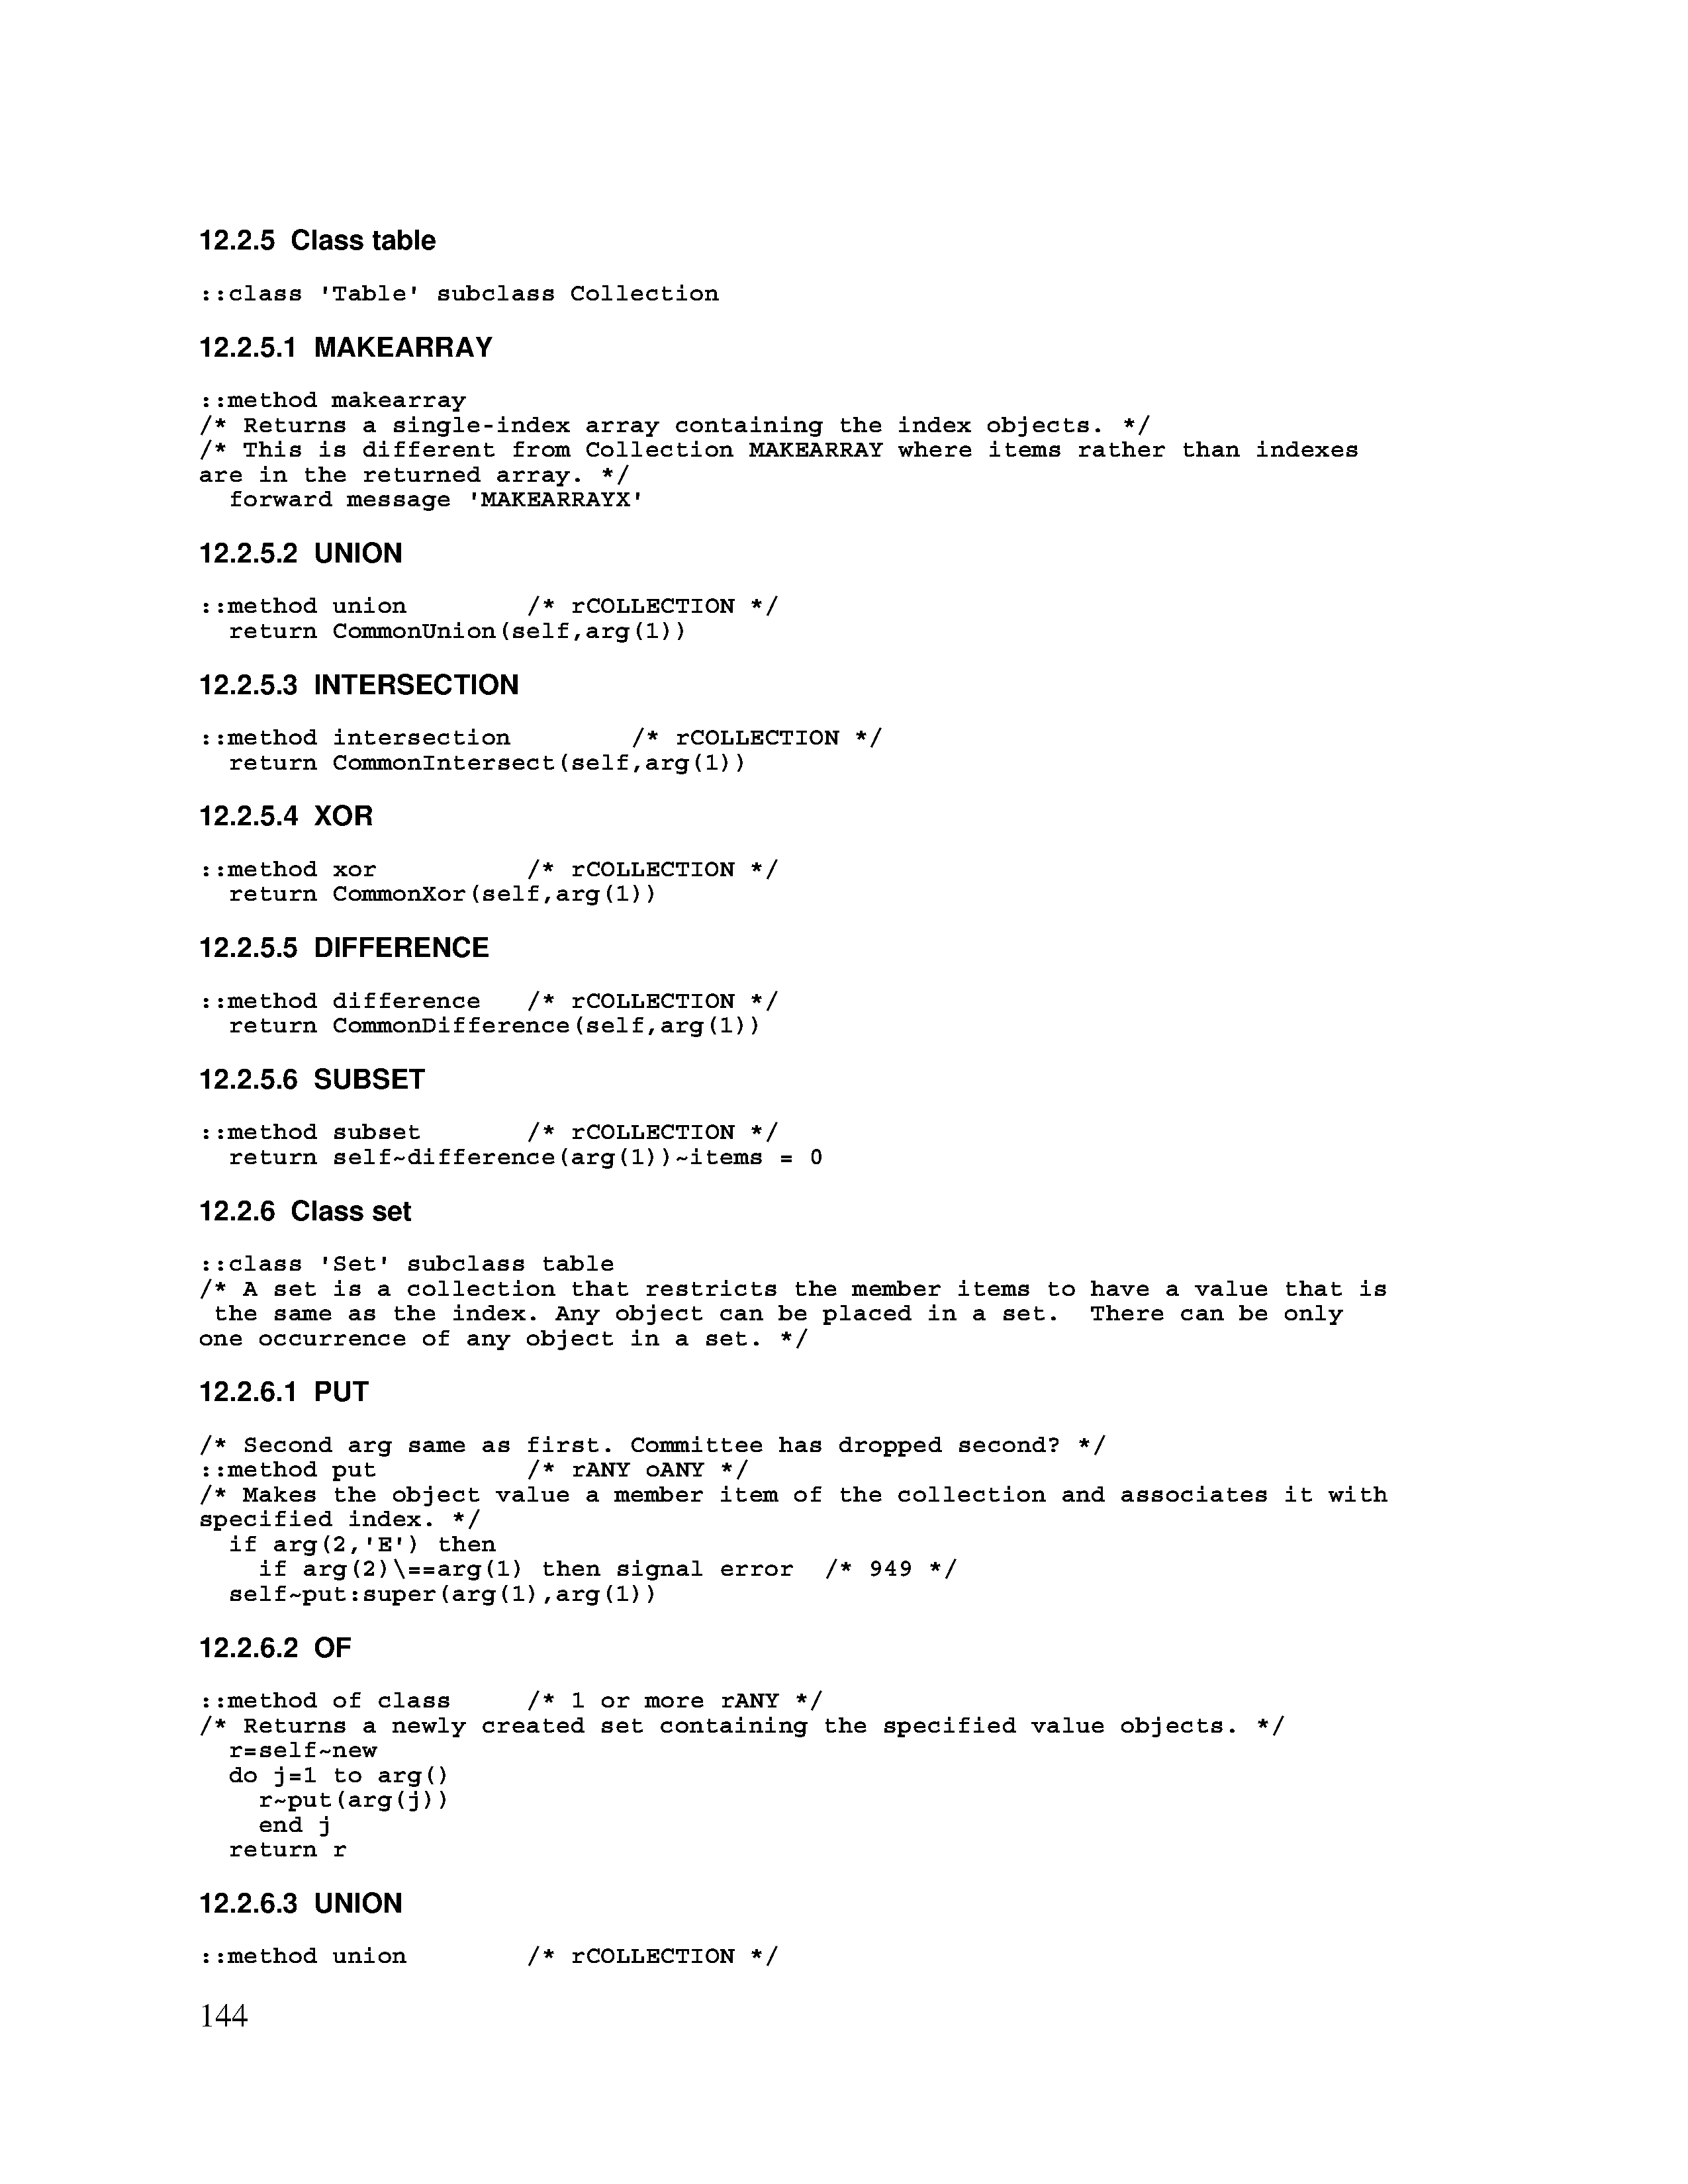 12.2.5 Class table
::class 'Table' subclass Collection
12.2.5.1 MAKEARRAY
::method makearray
/* Returns a single-index array containing the index objects. */
/* This is different from Collection MAKEARRAY where items rather than indexes
are in the returned array. */
  forward message 'MAKEARRAYX'
12.2.5.2 UNION
::method union        /* rCOLLECTION */
  return CommonUnion(self,arg(1))
12.2.5.3 INTERSECTION
::method intersection        /* rCOLLECTION */
  return CommonIntersect(self,arg(1))
12.2.5.4 XOR
::method xor          /* rCOLLECTION */
  return CommonXor(self,arg(1))
12.2.5.5 DIFFERENCE
::method difference   /* rCOLLECTION */
  return CommonDifference(self,arg(1))
12.2.5.6 SUBSET
::method subset       /* rCOLLECTION */
  return self~difference(arg(1))~items = 0
12.2.6 Class set
::class 'Set' subclass table
/* A set is a collection that restricts the member items to have a value that is
 the same as the index. Any object can be placed in a set.  There can be only
one occurrence of any object in a set. */
12.2.6.1 PUT
/* Second arg same as first. Committee has dropped second? */
::method put          /* rANY oANY */
/* Makes the object value a member item of the collection and associates it with
specified index. */
  if arg(2,'E') then
    if arg(2)\==arg(1) then signal error  /* 949 */
  self~put:super(arg(1),arg(1))
12.2.6.2 OF
::method of class     /* 1 or more rANY */
/* Returns a newly created set containing the specified value objects. */
  r=self~new
  do j=1 to arg()
    r~put(arg(j))
    end j
  return r
12.2.6.3 UNION
::method union        /* rCOLLECTION */
144